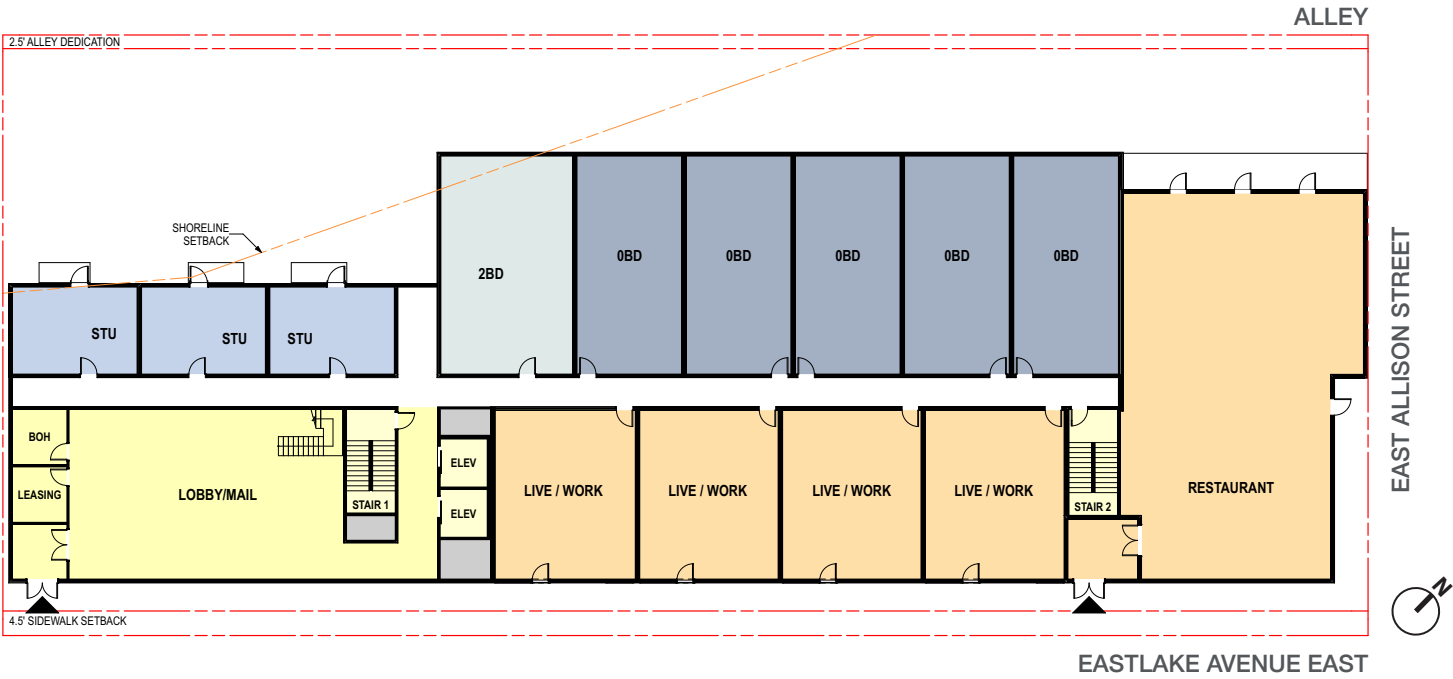 ALLEY
2.5' ALLEY DEDICATION
SHORELINE
SETBACK
2BD
0BD
0BD
0BD
0BD
0BD
STU
STU
STU
EAST ALLISON STREET
BOH
LEASING
LOBBY/MAIL
STAIR 1
ELEV
ELEV
LIVE / WORK
LIVE / WORK
LIVE / WORK
LIVE / WORK
STAIR 2
RESTAURANT
N
4.5' SIDEWALK SETBACK
EASTLAKE AVENUE EAST